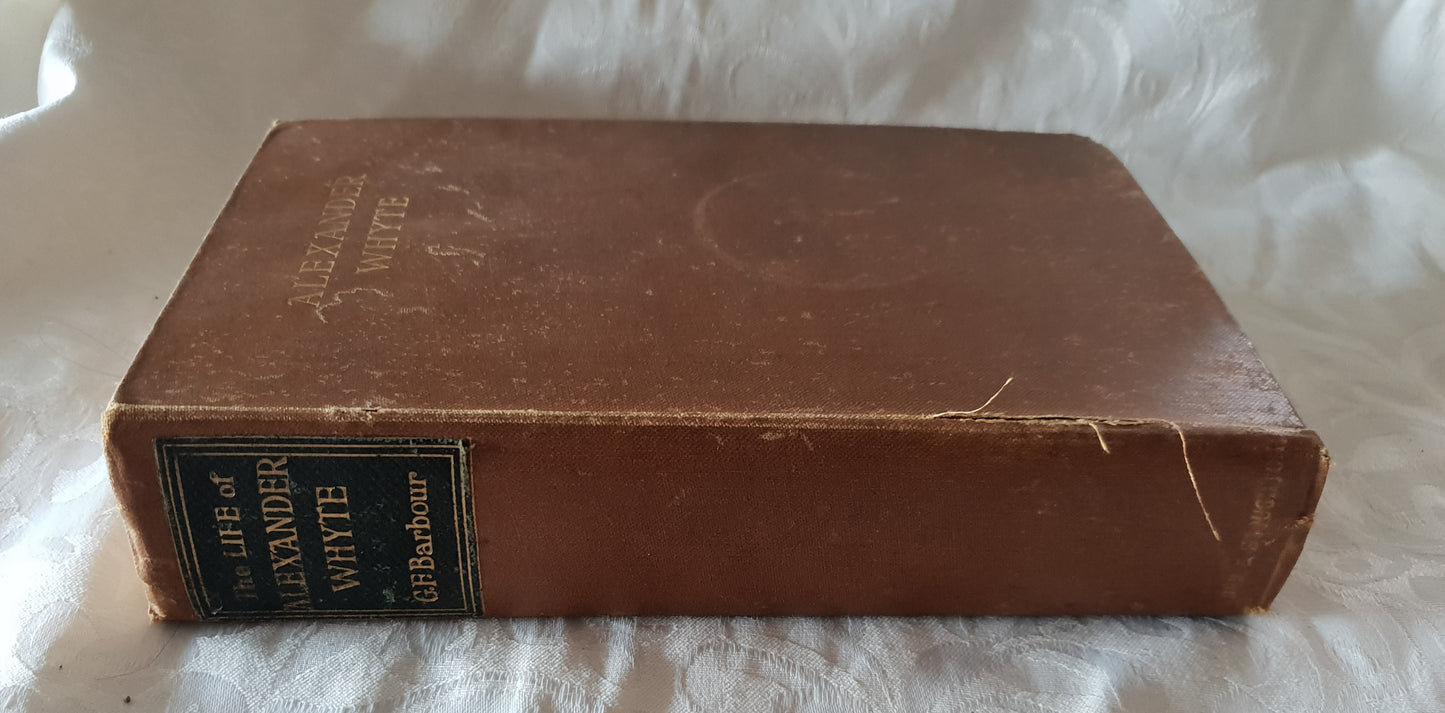 ALEXANDER
WHYTE
The LIFE of
ALEXANDER
WHYTE
G.F.Barbour